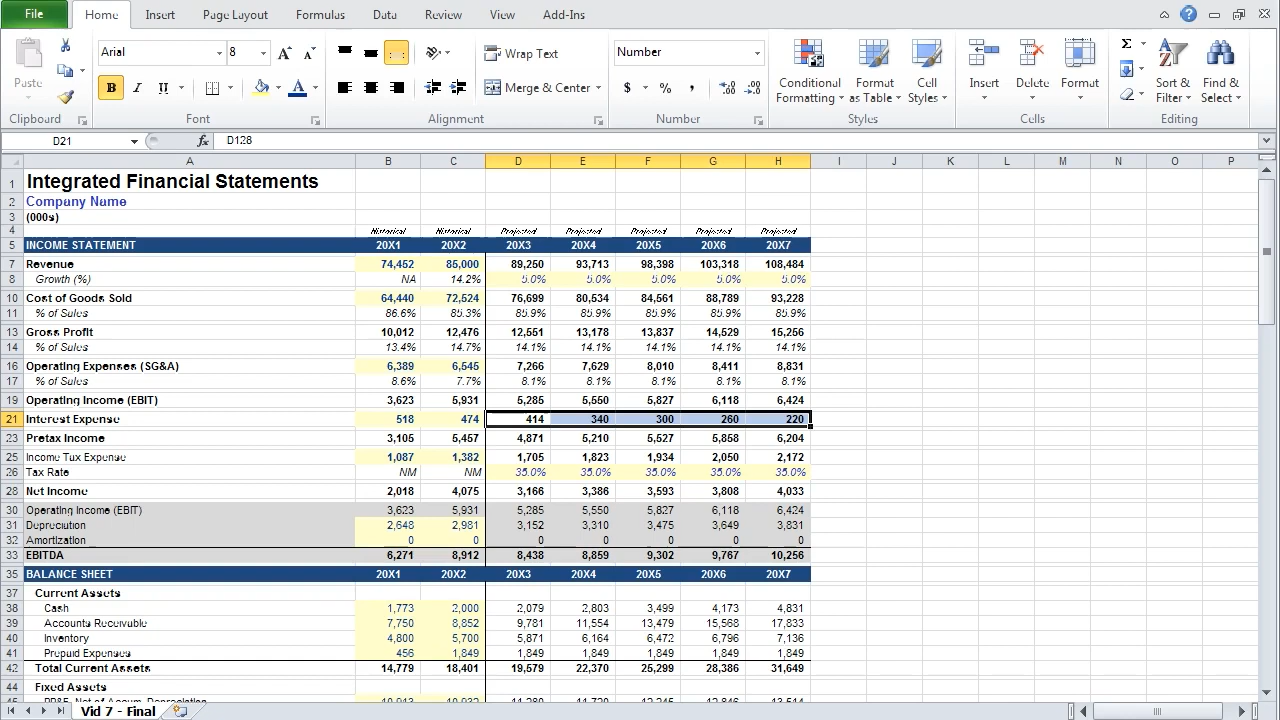 File Home Insert Page Layout Formulas Data Review View Add-Ins
Paste
Arial 8
B I U
Wrap Text
Merge & Center
Number
$ % ,
Conditional Formatting
Format as Table
Cell Styles
Insert Delete Format
Sort & Filter
Find & Select
Clipboard Font Alignment Number Styles Cells Editing
D21 fx D128
A B C D E F G H I J K L M N O P
1 Integrated Financial Statements
2 Company Name
3 (000s)
4 Historical Historical Projected Projected Projected Projected Projected
5 INCOME STATEMENT 20X1 20X2 20X3 20X4 20X5 20X6 20X7
7 Revenue 74,452 85,000 89,250 93,713 98,398 103,318 108,484
8 Growth (%) NA 14.2% 5.0% 5.0% 5.0% 5.0% 5.0%
10 Cost of Goods Sold 64,440 72,524 76,699 80,534 84,561 88,789 93,228
11 % of Sales 86.6% 85.3% 85.9% 85.9% 85.9% 85.9% 85.9%
13 Gross Profit 10,012 12,476 12,551 13,178 13,837 14,529 15,256
14 % of Sales 13.4% 14.7% 14.1% 14.1% 14.1% 14.1% 14.1%
16 Operating Expenses (SG&A) 6,389 6,545 7,266 7,629 8,010 8,411 8,831
17 % of Sales 8.6% 7.7% 8.1% 8.1% 8.1% 8.1% 8.1%
19 Operating Income (EBIT) 3,623 5,931 5,285 5,550 5,827 6,118 6,424
21 Interest Expense 518 474 414 340 300 260 220
23 Pretax Income 3,105 5,457 4,871 5,210 5,527 5,858 6,204
25 Income Tax Expense 1,087 1,382 1,705 1,823 1,934 2,050 2,172
26 Tax Rate NM NM 35.0% 35.0% 35.0% 35.0% 35.0%
28 Net Income 2,018 4,075 3,166 3,386 3,593 3,808 4,033
30 Operating Income (EBIT) 3,623 5,931 5,285 5,550 5,827 6,118 6,424
31 Depreciation 2,648 2,981 3,152 3,310 3,475 3,649 3,831
32 Amortization 0 0 0 0 0 0 0
33 EBITDA 6,271 8,912 8,438 8,859 9,302 9,767 10,256
35 BALANCE SHEET 20X1 20X2 20X3 20X4 20X5 20X6 20X7
37 Current Assets
38 Cash 1,773 2,000 2,079 2,803 3,499 4,173 4,831
39 Accounts Receivable 7,750 8,852 9,781 11,554 13,479 15,568 17,833
40 Inventory 4,800 5,700 5,871 6,164 6,472 6,796 7,136
41 Prepaid Expenses 456 1,849 1,849 1,849 1,849 1,849 1,849
42 Total Current Assets 14,779 18,401 19,579 22,370 25,299 28,386 31,649
44 Fixed Assets
Vid 7 - Final